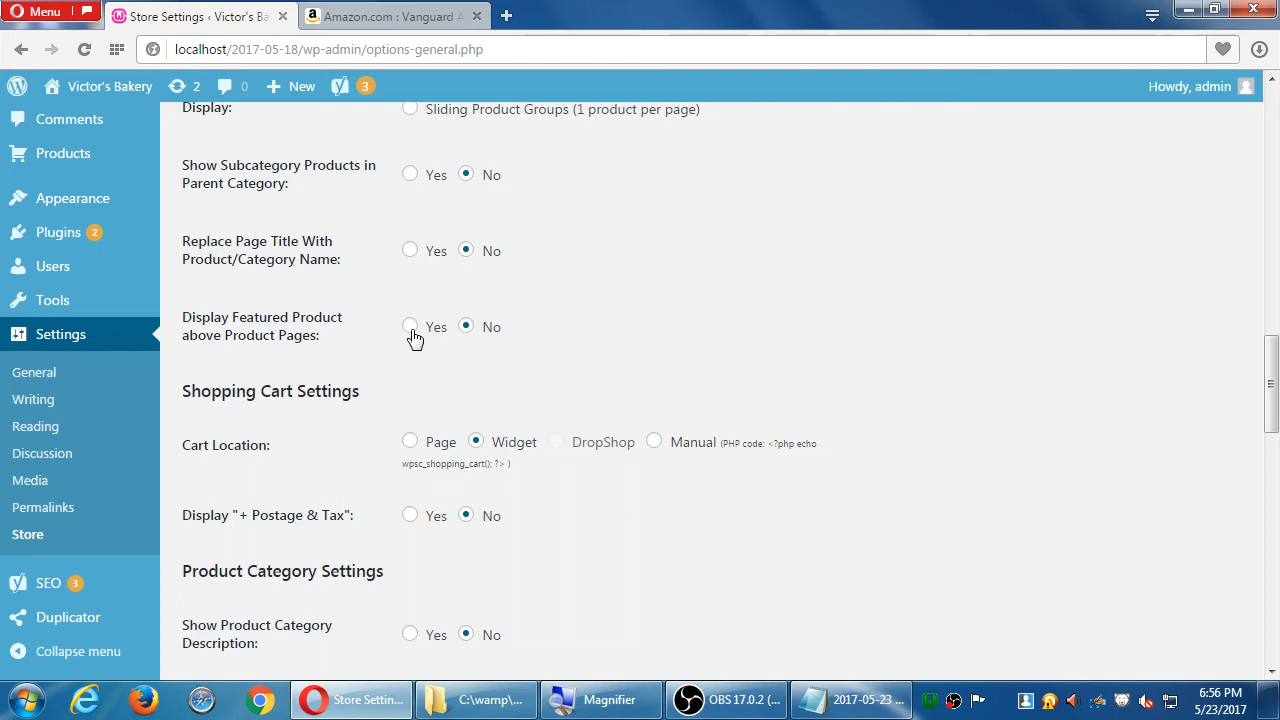 Menu
Store Settings ‹ Victor's Ba
Amazon.com : Vanguard A
localhost/2017-05-18/wp-admin/options-general.php
Victor's Bakery 2 0 + New 3 Howdy, admin
Comments
Products
Appearance
Plugins 2
Users
Tools
Settings
General
Writing
Reading
Discussion
Media
Permalinks
Store
SEO 3
Duplicator
Collapse menu
Display: Sliding Product Groups (1 product per page)
Show Subcategory Products in
Parent Category: Yes No
Replace Page Title With
Product/Category Name: Yes No
Display Featured Product
above Product Pages: Yes No
Shopping Cart Settings
Cart Location: Page Widget DropShop Manual (PHP code: <?php echo
wpsc_shopping_cart(); ?> )
Display "+ Postage & Tax": Yes No
Product Category Settings
Show Product Category
Description: Yes No
Store Settin...
C:\wamp\...
Magnifier
OBS 17.0.2 (...
2017-05-23 ...
6:56 PM
5/23/2017